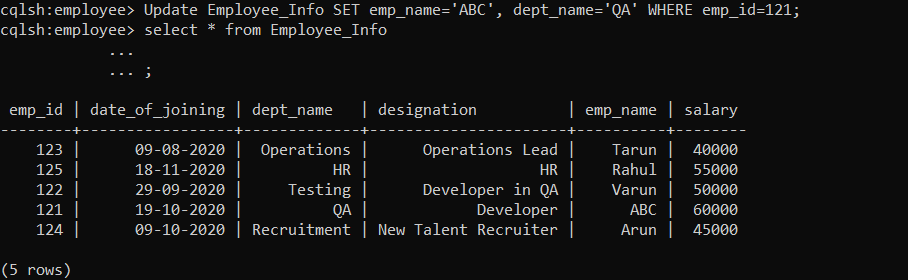 cqlsh:employee> Update Employee_Info SET emp_name='ABC', dept_name='QA' WHERE emp_id=121;
cqlsh:employee> select * from Employee_Info
            ...
            ... ;

 emp_id | date_of_joining | dept_name   | designation          | emp_name | salary
--------+-----------------+-------------+----------------------+----------+--------
    123 |      09-08-2020 |  Operations |      Operations Lead |    Tarun |  40000
    125 |      18-11-2020 |          HR |                   HR |    Rahul |  55000
    122 |      29-09-2020 |     Testing |      Developer in QA |    Varun |  50000
    121 |      19-10-2020 |          QA |            Developer |      ABC |  60000
    124 |      09-10-2020 | Recruitment | New Talent Recruiter |     Arun |  45000

(5 rows)